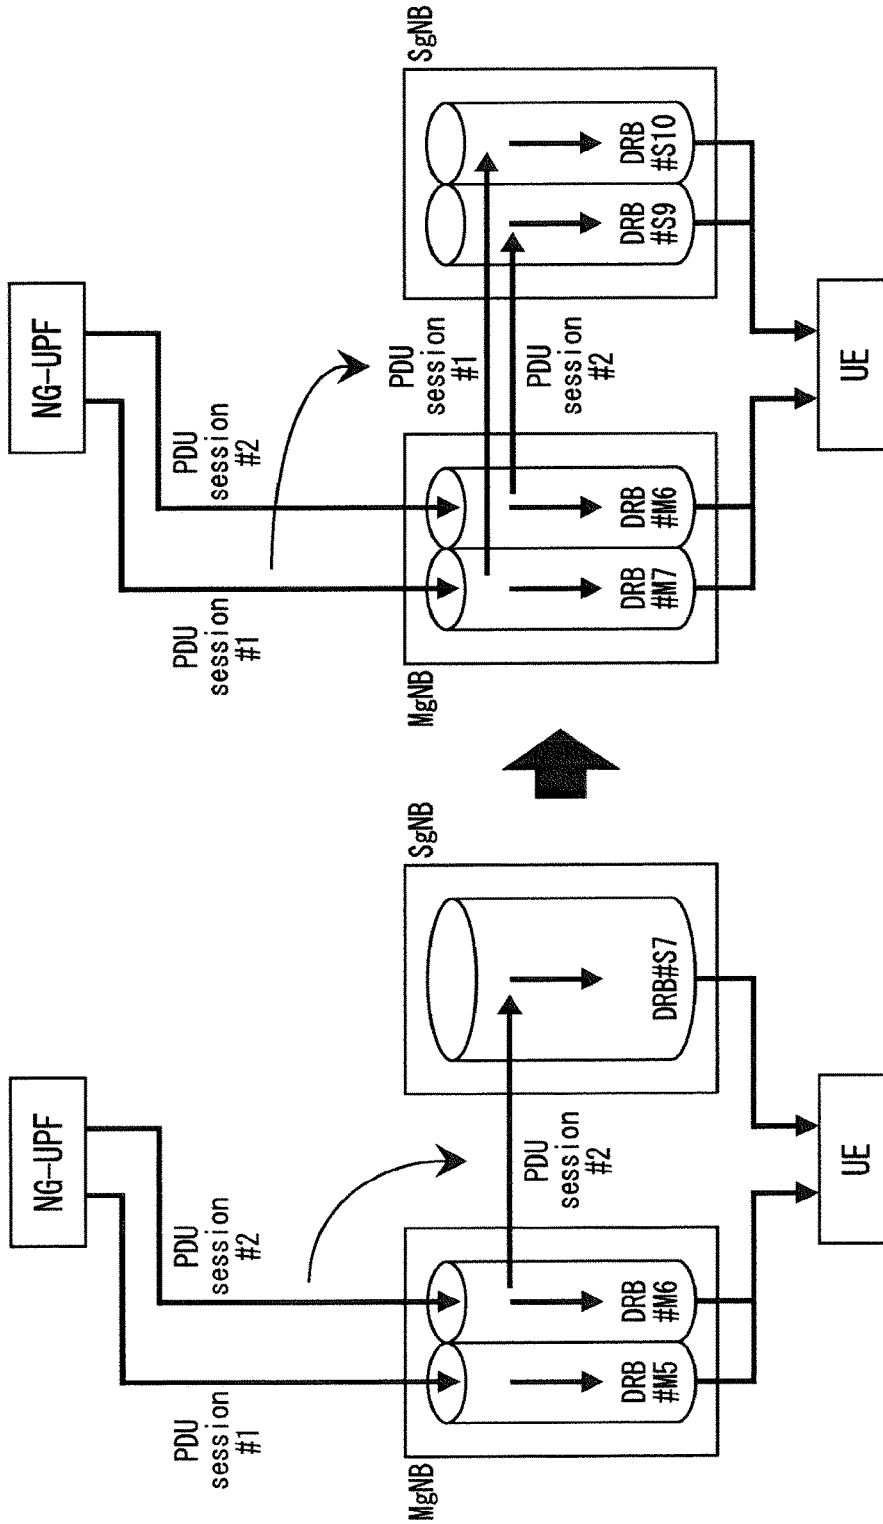 NG-UPF
PDU
session
#1
PDU
session
#2
MgNB
SgNB
PDU
session
#2
DRB
#M5
DRB
#M6
DRB#S7
UE
NG-UPF
PDU
session
#1
PDU
session
#2
MgNB
SgNB
PDU
session
#1
PDU
session
#2
DRB
#M7
DRB
#M6
DRB
#S9
DRB
#S10
UE